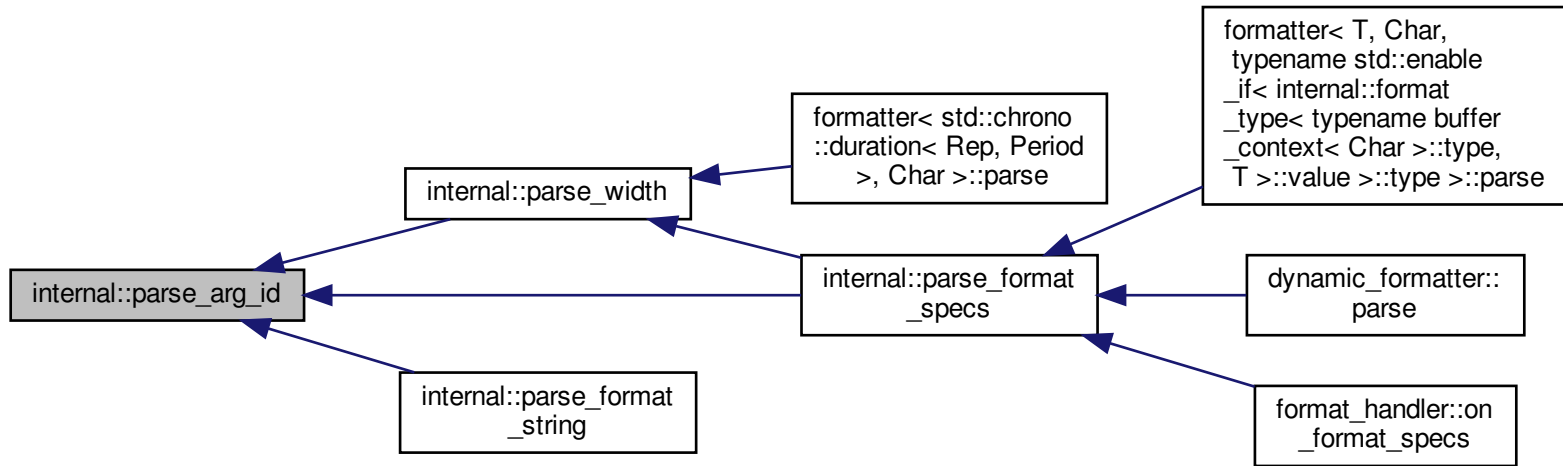 internal::parse_arg_id
internal::parse_width
internal::parse_format
_string
formatter< std::chrono
::duration< Rep, Period
>, Char >::parse
internal::parse_format
_specs
formatter< T, Char,
typename std::enable
_if< internal::format
_type< typename buffer
_context< Char >::type,
T >::value >::type >::parse
dynamic_formatter::
parse
format_handler::on
_format_specs